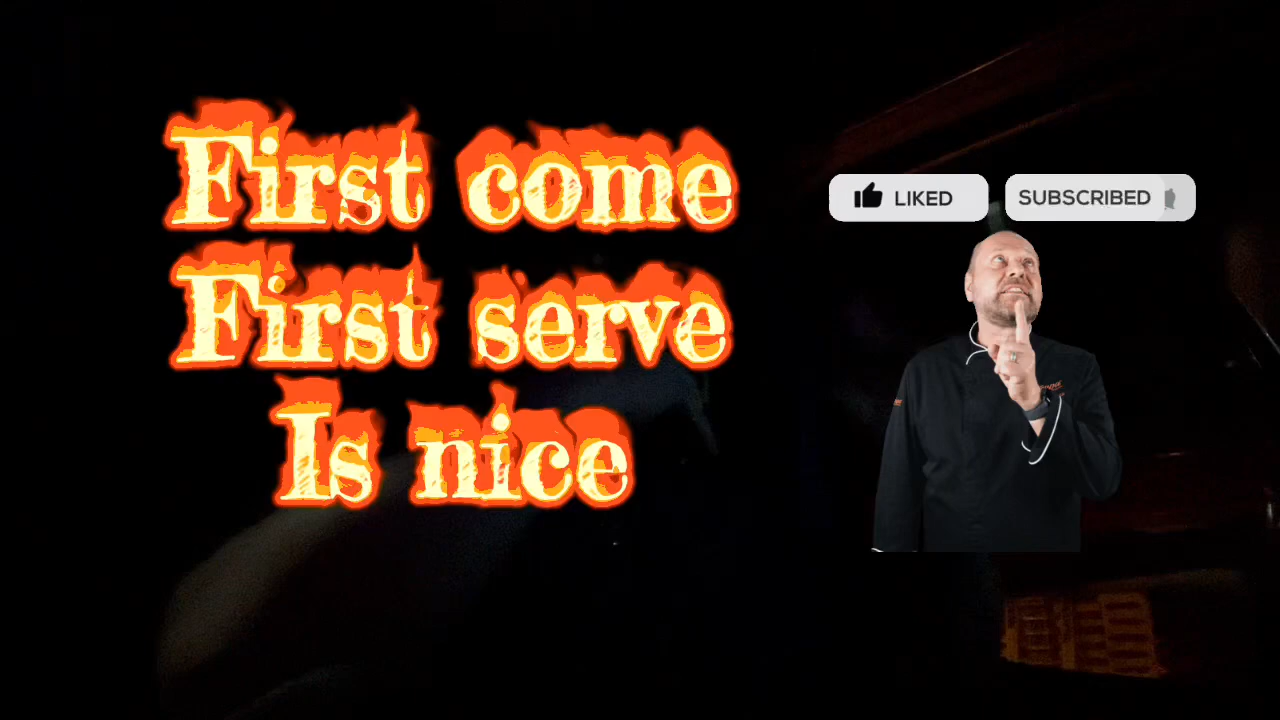 First come
First serve
Is nice
LIKED
SUBSCRIBED